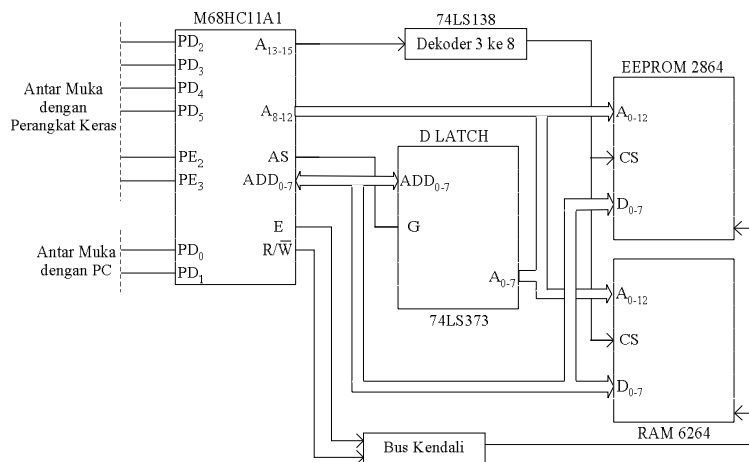 M68HC11A1
74LS138
PD2
PD3
PD4
PD5
PE2
PE3
PD0
PD1
Antar Muka
dengan
Perangkat Keras
Antar Muka
dengan PC
A13-15
A8-12
AS
ADD0-7
E
R/W̅
Dekoder 3 ke 8
D LATCH
ADD0-7
G
A0-7
74LS373
EEPROM 2864
A0-12
CS
D0-7
A0-12
CS
D0-7
RAM 6264
Bus Kendali